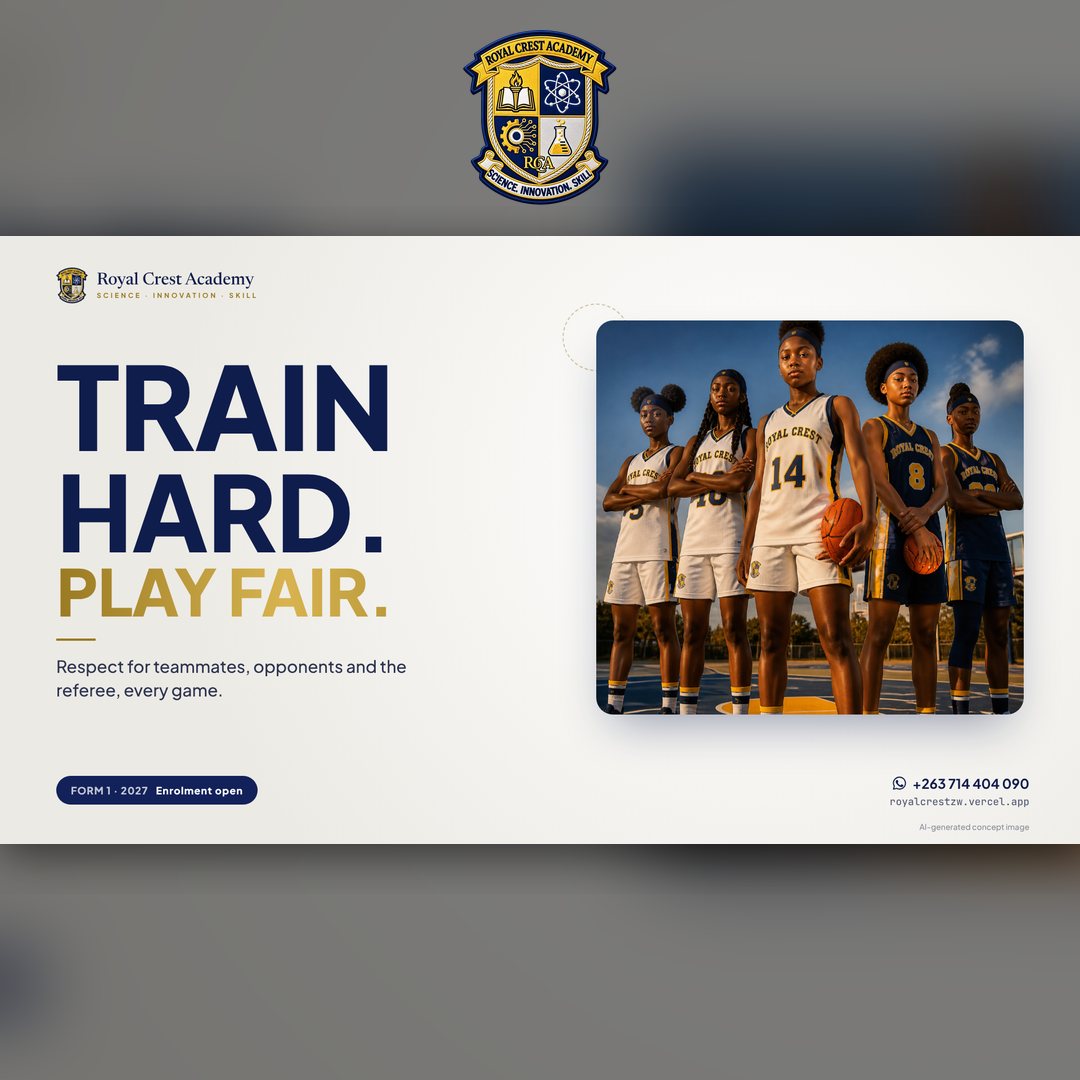 ROYAL CREST ACADEMY
RCA
SCIENCE. INNOVATION. SKILL
Royal Crest Academy
SCIENCE · INNOVATION · SKILL
TRAIN
HARD.
PLAY FAIR.
Respect for teammates, opponents and the
referee, every game.
ROYAL CREST
14
ROYAL CREST
8
FORM 1 · 2027 Enrolment open
+263 714 404 090
royalcrestzw.vercel.app
AI-generated concept image